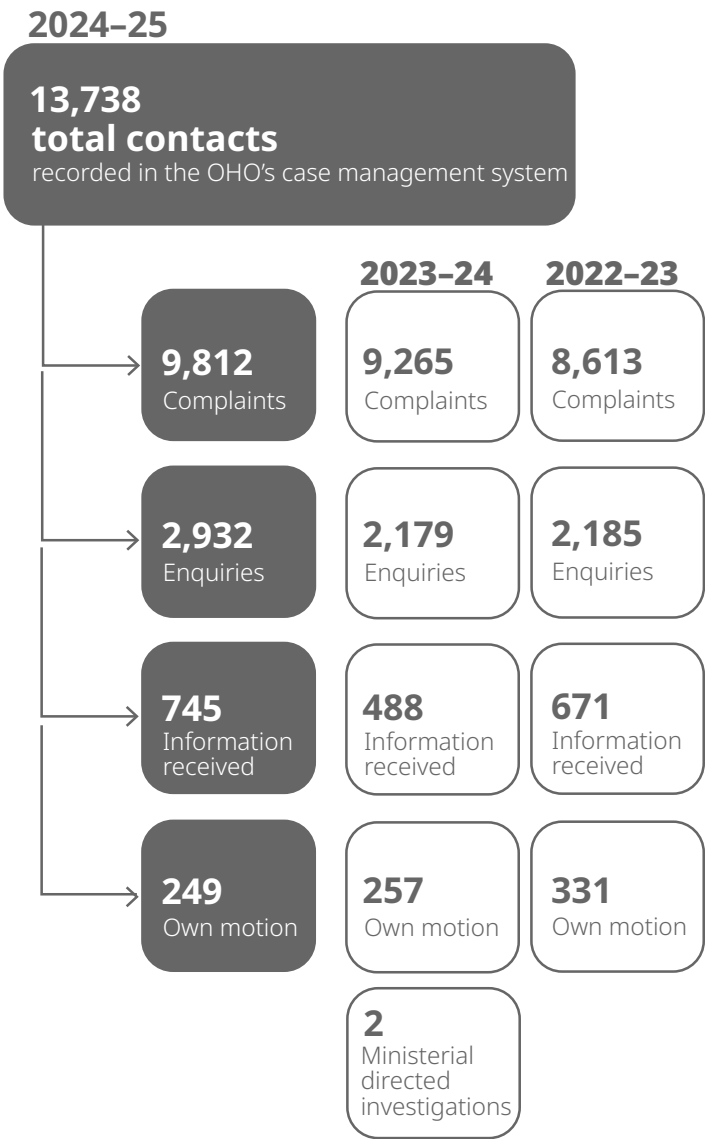 2024–25
13,738
total contacts
recorded in the OHO's case management system
2023–24
2022–23
9,812
Complaints
9,265
Complaints
8,613
Complaints
2,932
Enquiries
2,179
Enquiries
2,185
Enquiries
745
Information
received
488
Information
received
671
Information
received
249
Own motion
257
Own motion
331
Own motion
2
Ministerial
directed
investigations